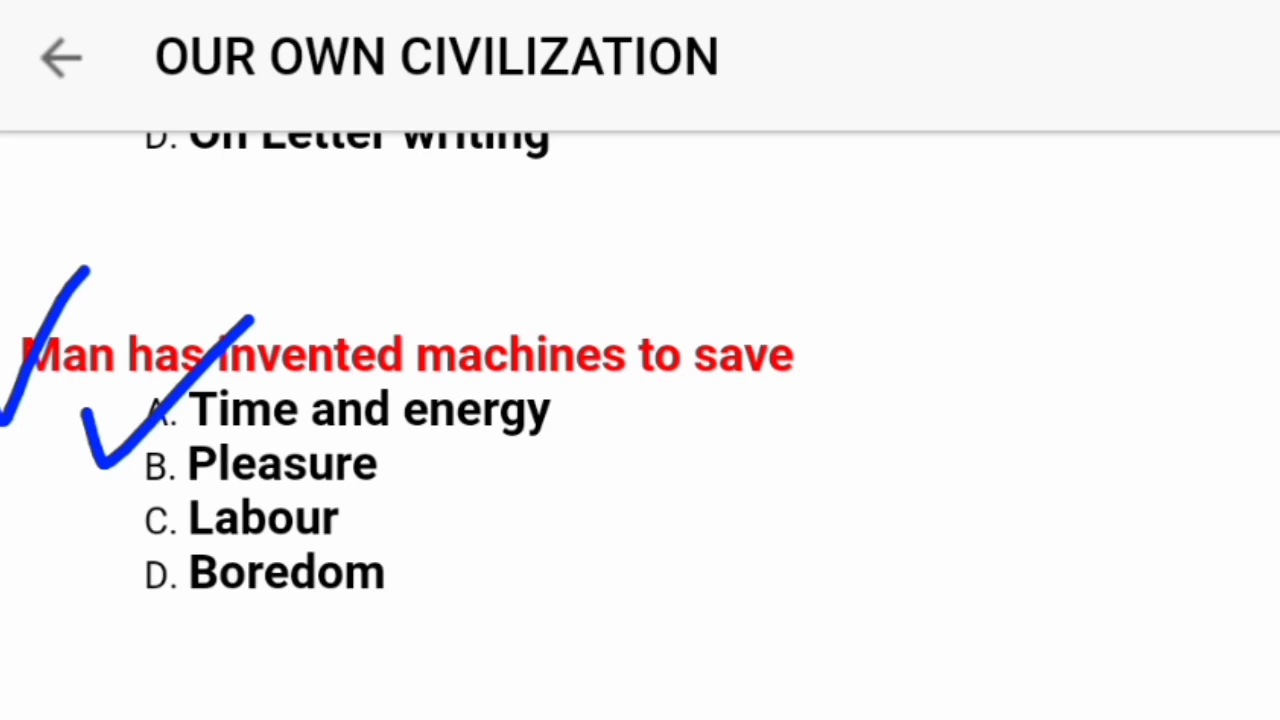 OUR OWN CIVILIZATION
D. On Letter writing
Man has invented machines to save
A. Time and energy
B. Pleasure
C. Labour
D. Boredom